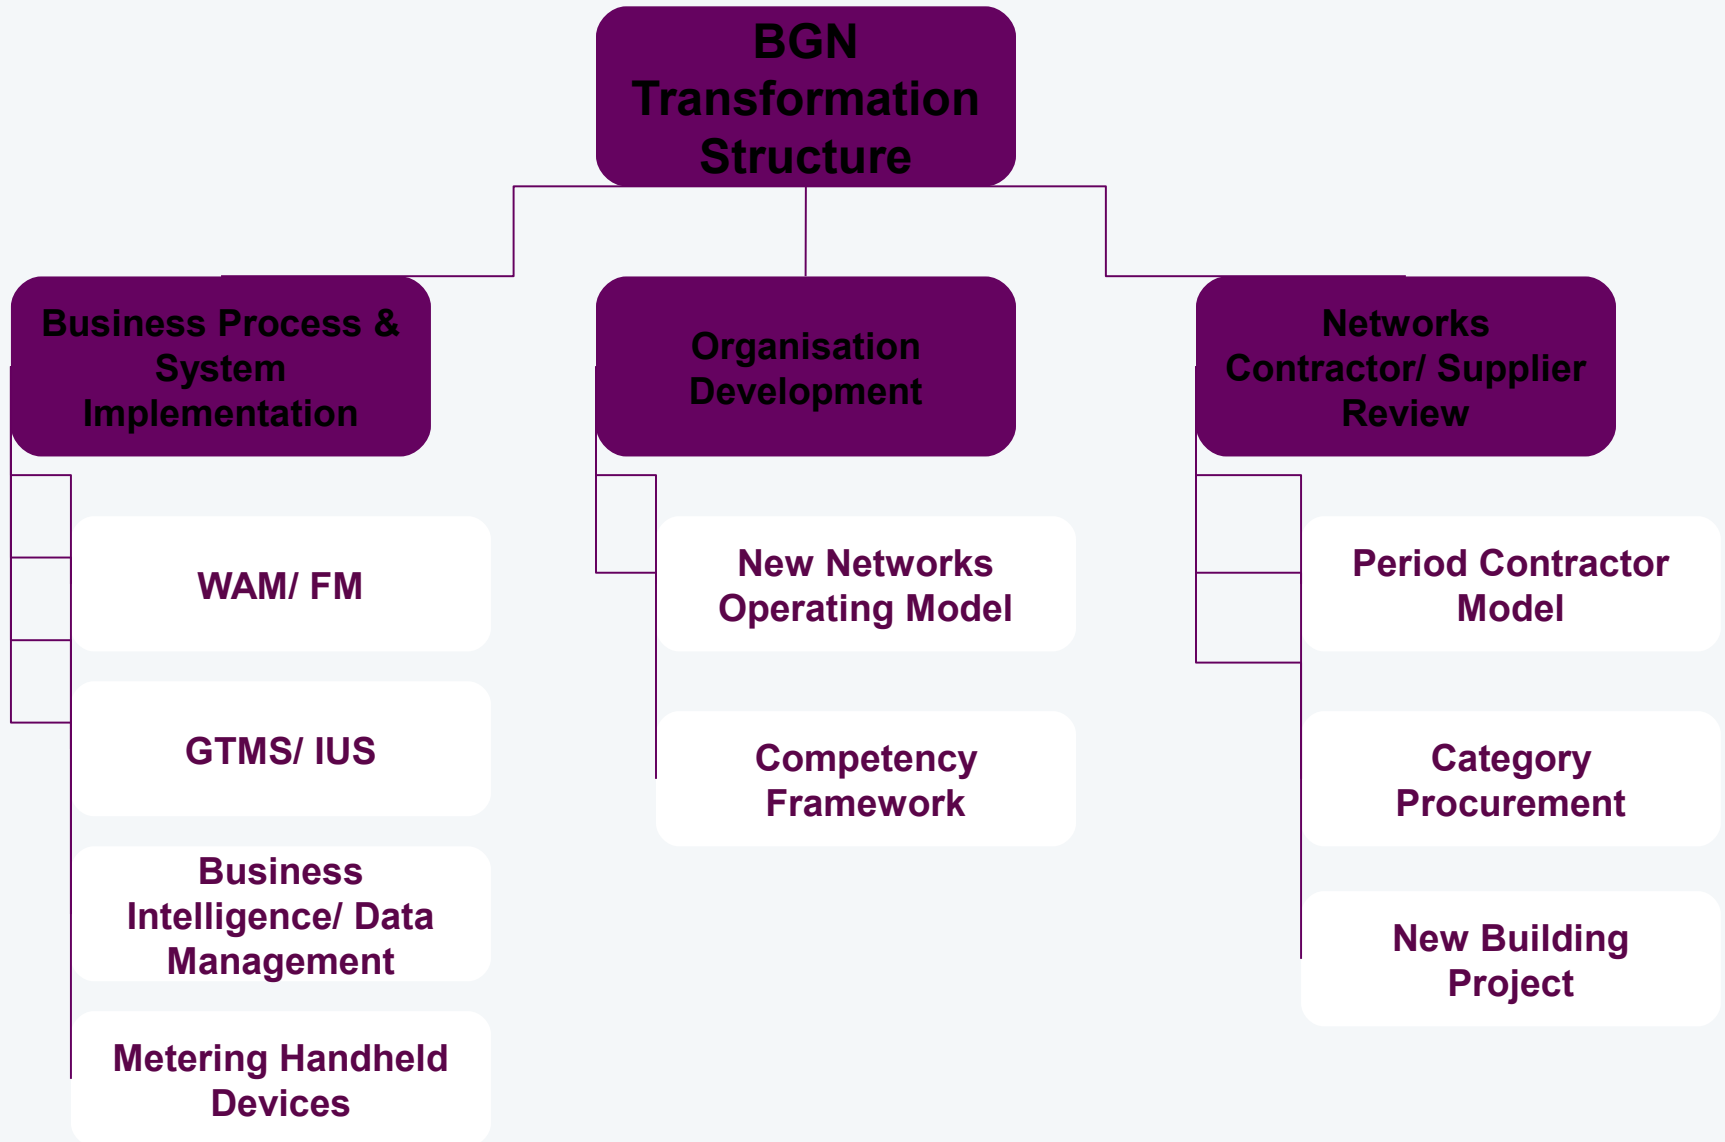 BGN
Transformation
Structure
Business Process &
System
Implementation
Organisation
Development
Networks
Contractor/ Supplier
Review
WAM/ FM
GTMS/ IUS
Business
Intelligence/ Data
Management
Metering Handheld
Devices
New Networks
Operating Model
Competency
Framework
Period Contractor
Model
Category
Procurement
New Building
Project